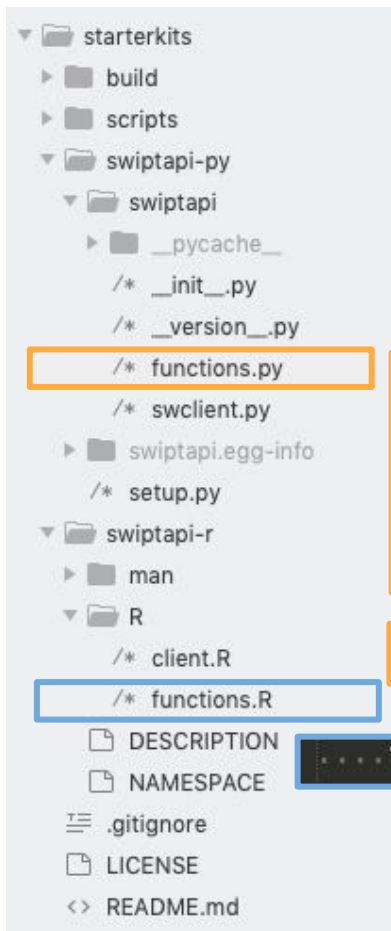 starterkits
build
scripts
swiptapi-py
swiptapi
__pycache__
/* __init__.py
/* __version__.py
/* functions.py
/* swclient.py
swiptapi.egg-info
/* setup.py
swiptapi-r
man
R
/* client.R
/* functions.R
DESCRIPTION
NAMESPACE
.gitignore
LICENSE
<> README.md